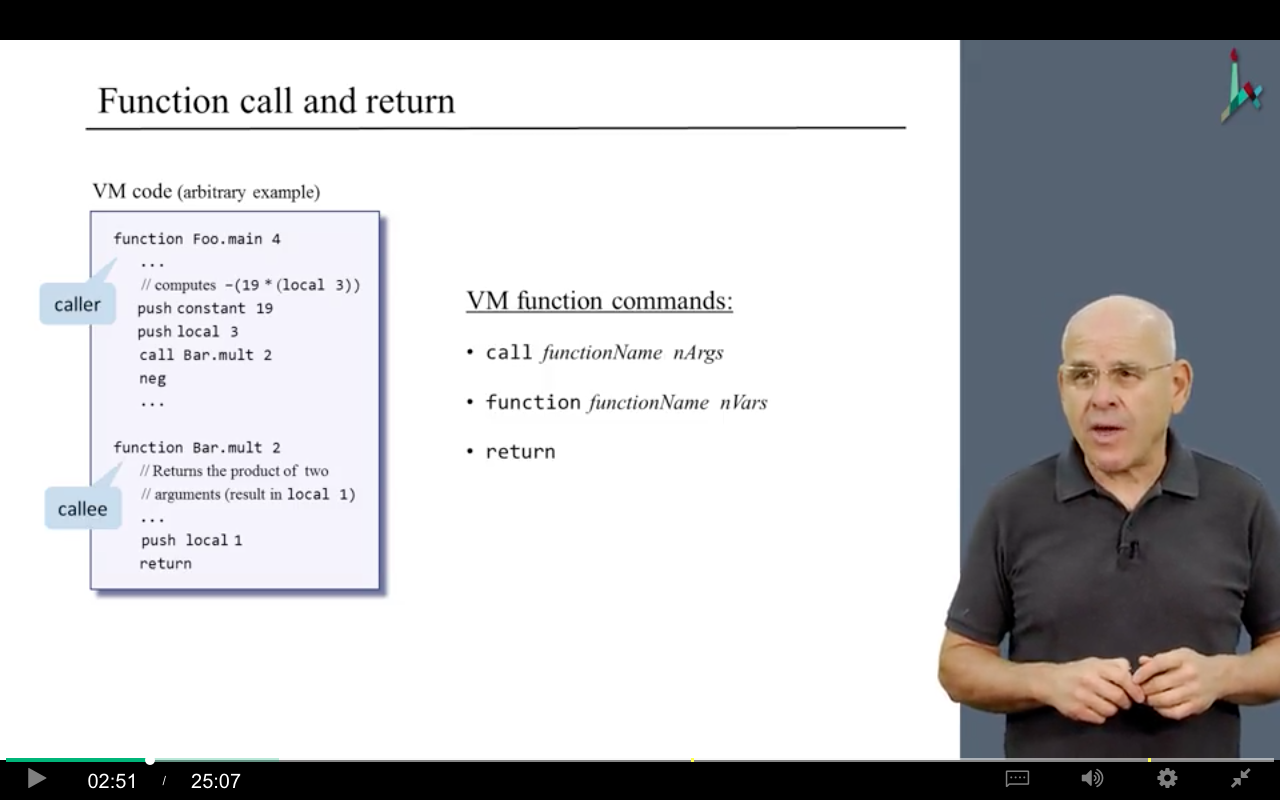 Function call and return
VM code (arbitrary example)
function Foo.main 4
...
// computes -(19 * (local 3))
push constant 19
push local 3
call Bar.mult 2
neg
...
function Bar.mult 2
// Returns the product of two
// arguments (result in local 1)
...
push local 1
return
caller
callee
VM function commands:
• call functionName nArgs
• function functionName nVars
• return
02:51 / 25:07